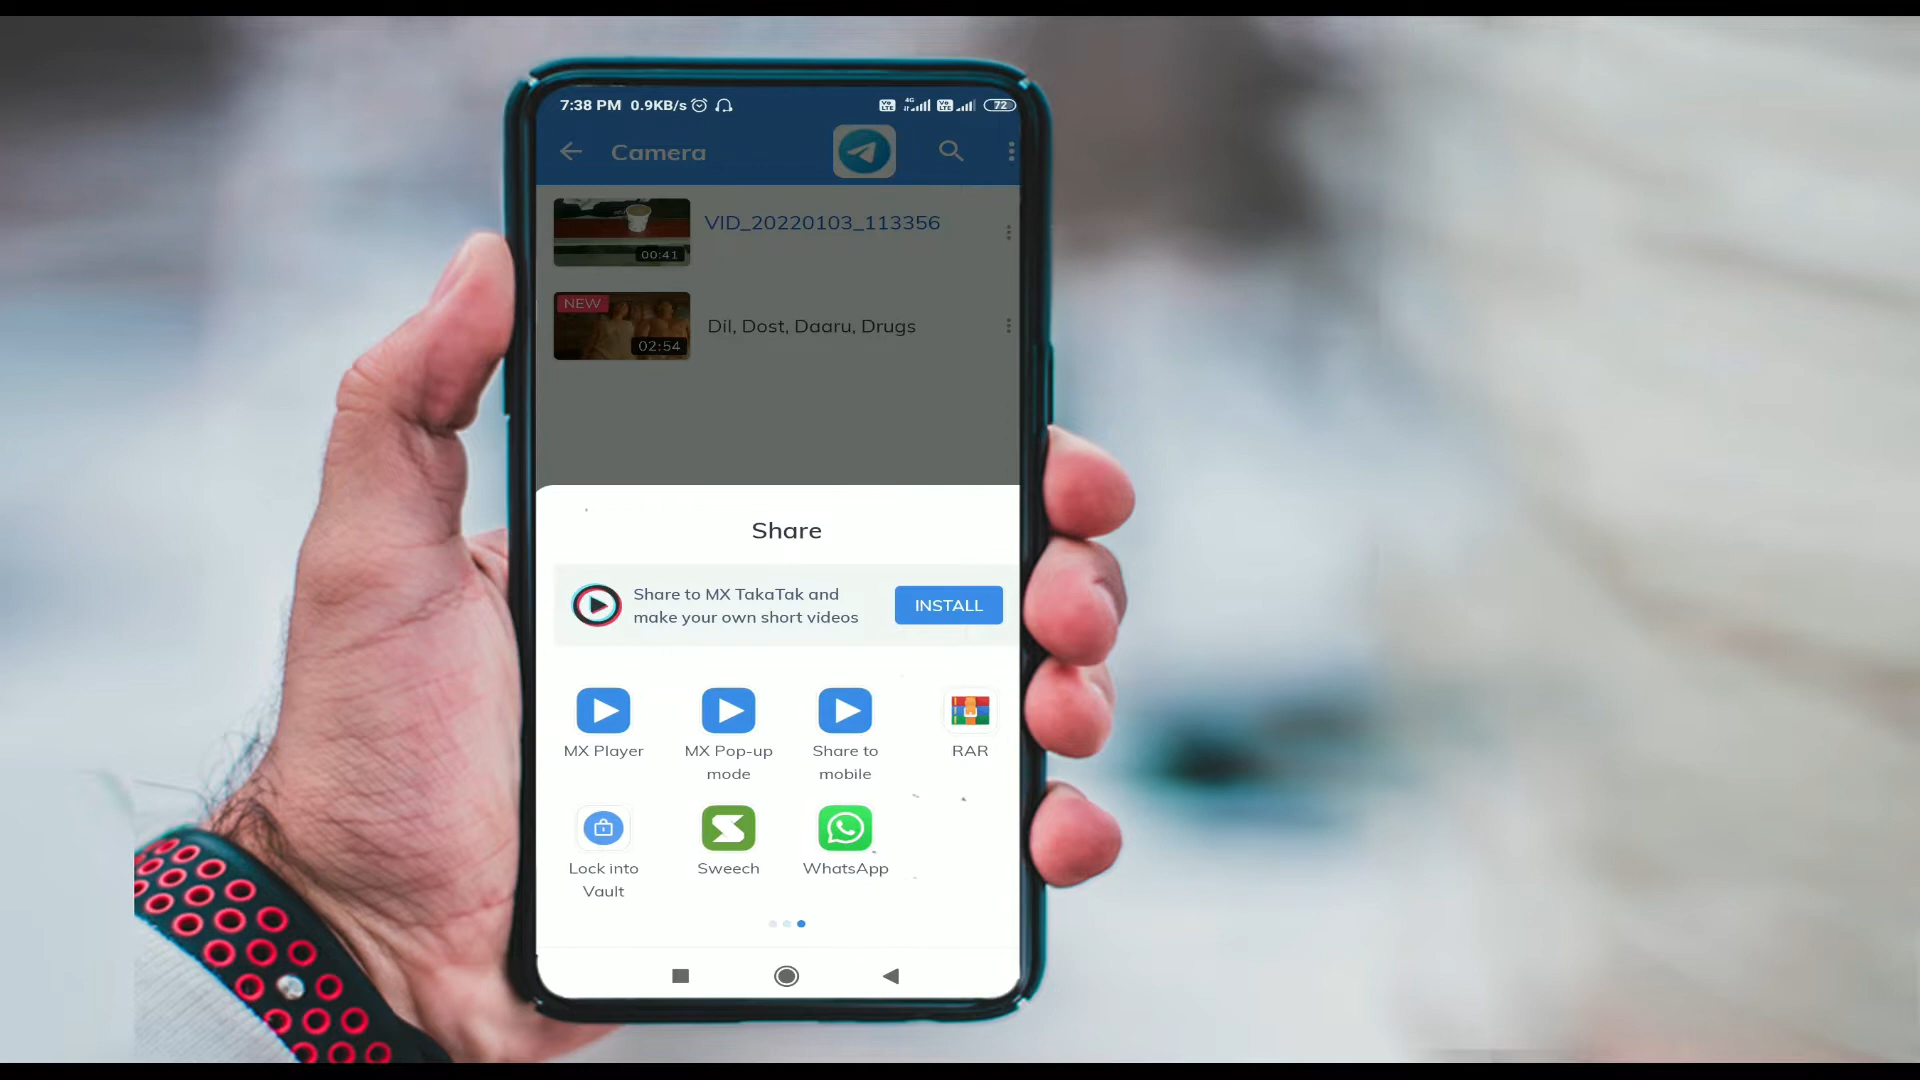 7:38 PM 0.9KB/s 4G 72
Camera
VID_20220103_113356
00:41
NEW
Dil, Dost, Daaru, Drugs
02:54
Share
Share to MX TakaTak and
make your own short videos
INSTALL
MX Player
MX Pop-up
mode
Share to
mobile
RAR
Lock into
Vault
Sweech
WhatsApp